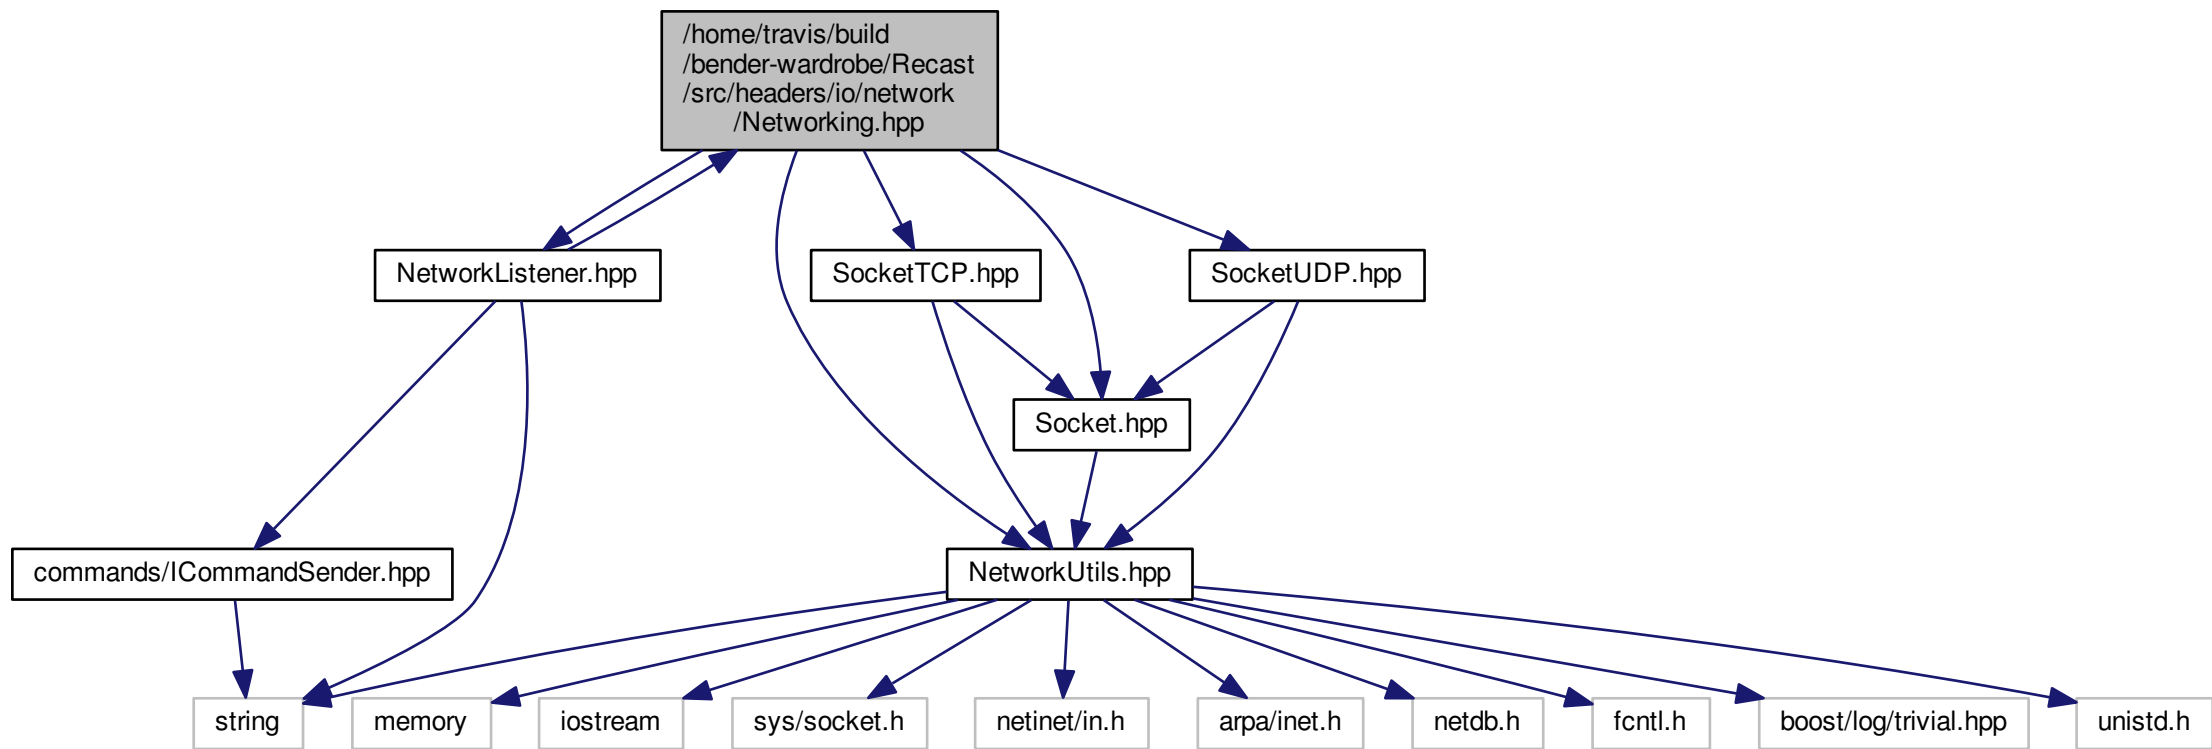 /home/travis/build
/bender-wardrobe/Recast
/src/headers/io/network
/Networking.hpp
NetworkListener.hpp
SocketTCP.hpp
SocketUDP.hpp
Socket.hpp
commands/ICommandSender.hpp
NetworkUtils.hpp
string
memory
iostream
sys/socket.h
netinet/in.h
arpa/inet.h
netdb.h
fcntl.h
boost/log/trivial.hpp
unistd.h